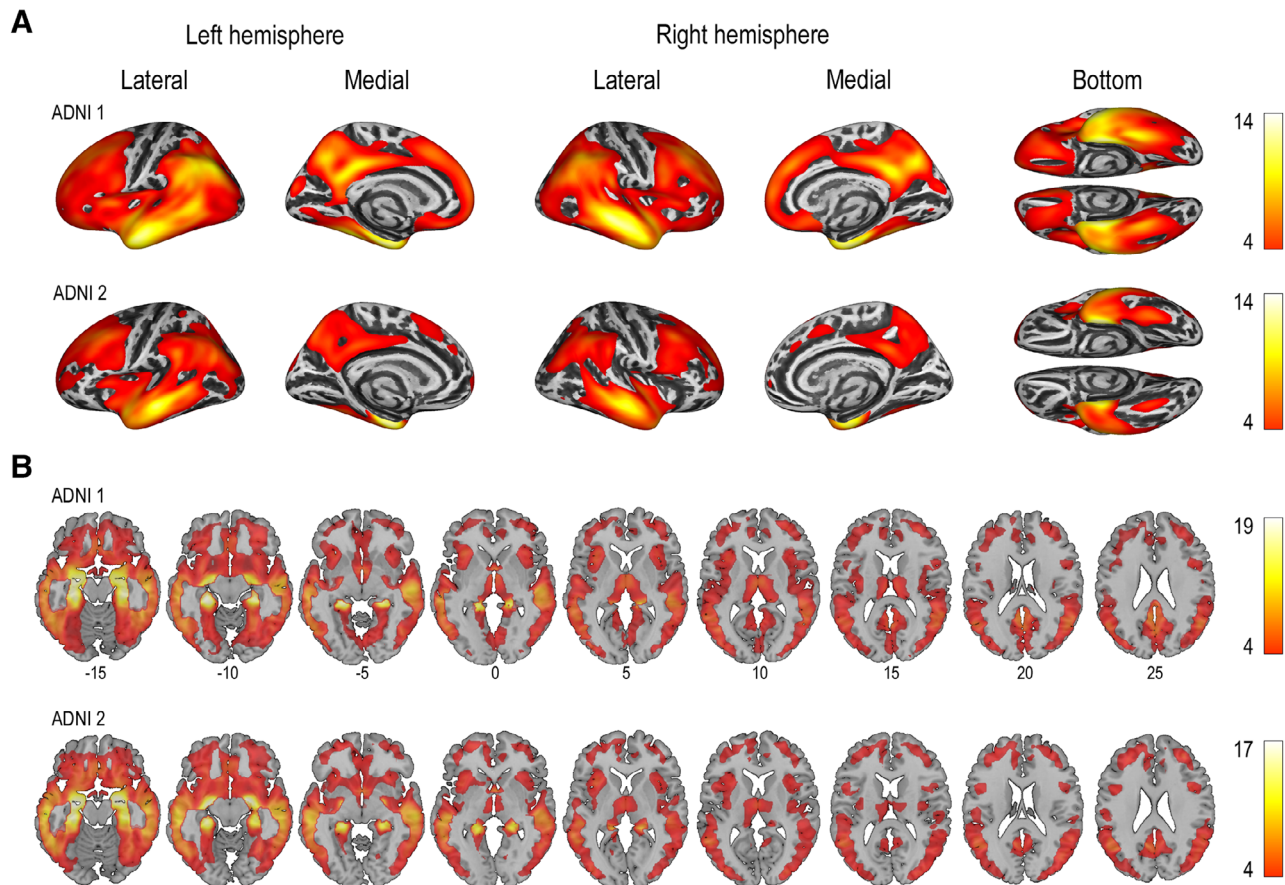 A
Left hemisphere Right hemisphere
Lateral Medial Lateral Medial Bottom
ADNI 1
14
4
ADNI 2
14
4
B
ADNI 1
19
4
-15 -10 -5 0 5 10 15 20 25
ADNI 2
17
4